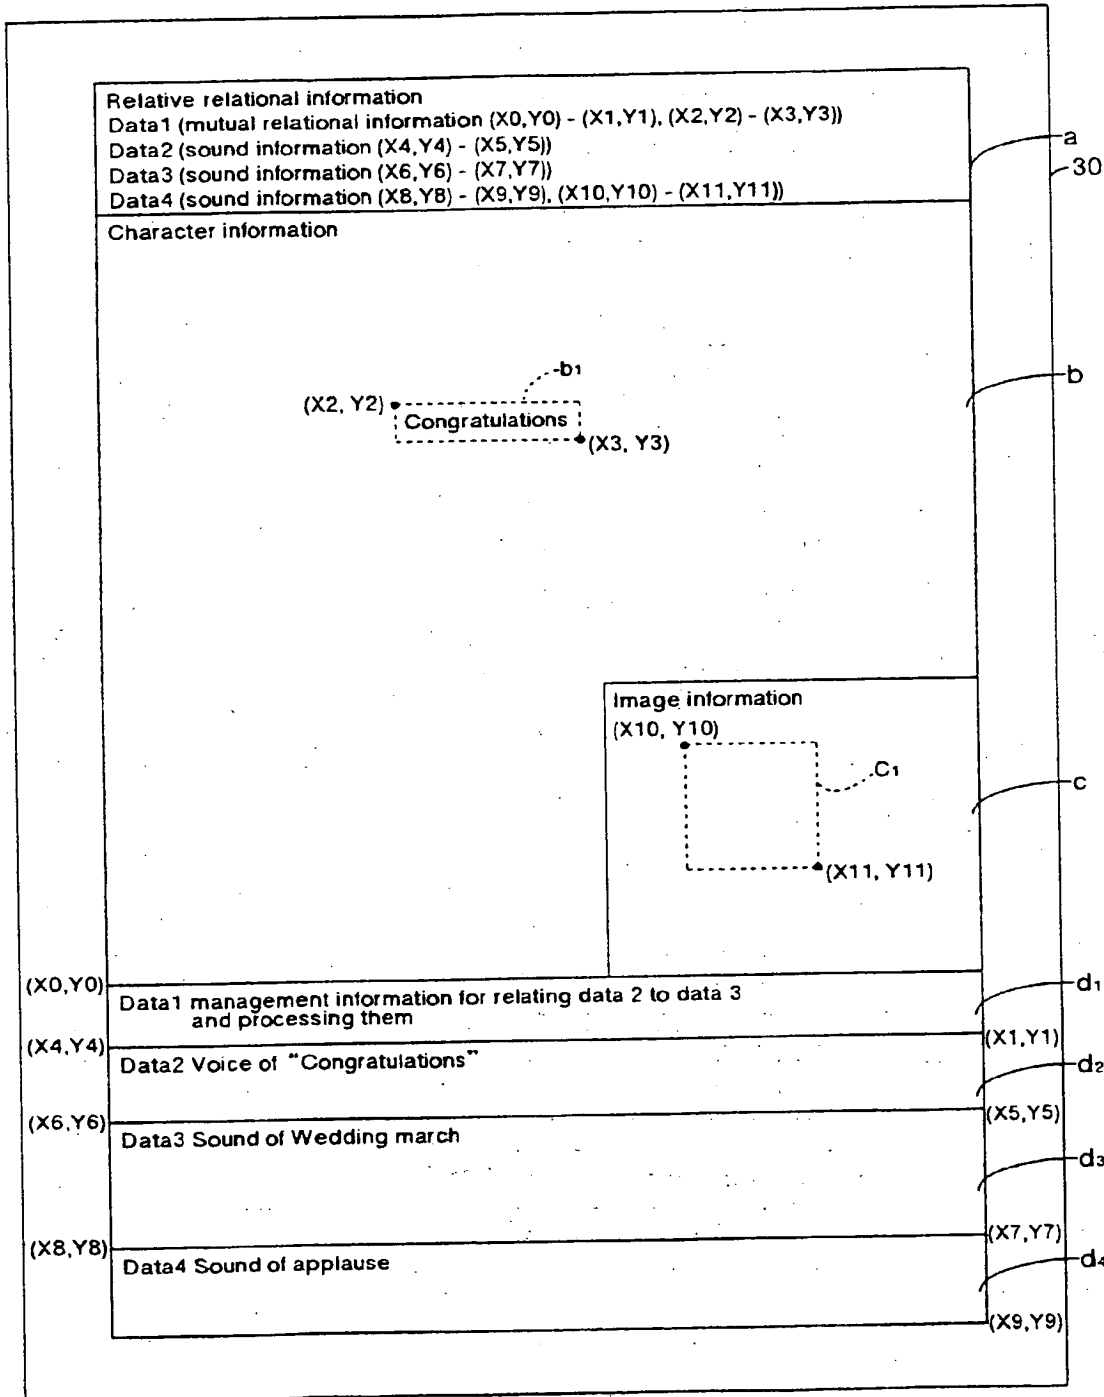 Relative relational information
Data1 (mutual relational information (X0,Y0) - (X1,Y1), (X2,Y2) - (X3,Y3))
Data2 (sound information (X4,Y4) - (X5,Y5))
Data3 (sound information (X6,Y6) - (X7,Y7))
Data4 (sound information (X8,Y8) - (X9,Y9), (X10,Y10) - (X11,Y11))
a
30
Character information
b1
b
(X2, Y2)
Congratulations
(X3, Y3)
Image information
(X10, Y10)
C1
c
(X11, Y11)
(X0,Y0)
d1
Data1 management information for relating data 2 to data 3
and processing them
(X1,Y1)
(X4,Y4)
Data2 Voice of "Congratulations"
d2
(X5,Y5)
(X6,Y6)
Data3 Sound of Wedding march
d3
(X7,Y7)
(X8,Y8)
Data4 Sound of applause
d4
(X9,Y9)